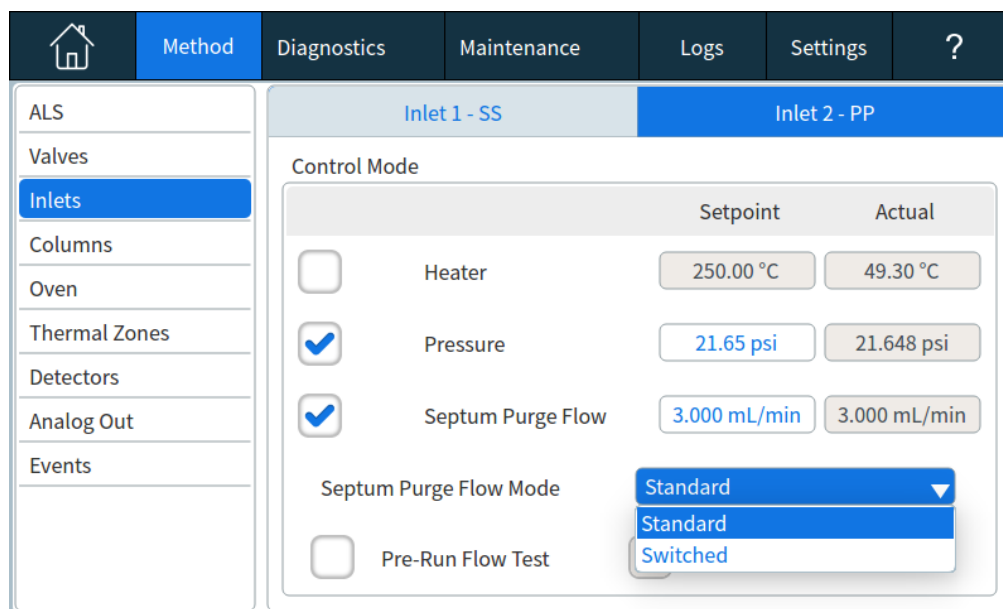 Method Diagnostics Maintenance Logs Settings ?
ALS
Valves
Inlets
Columns
Oven
Thermal Zones
Detectors
Analog Out
Events
Inlet 1 - SS Inlet 2 - PP
Control Mode
Setpoint Actual
Heater 250.00 °C 49.30 °C
Pressure 21.65 psi 21.648 psi
Septum Purge Flow 3.000 mL/min 3.000 mL/min
Septum Purge Flow Mode Standard
Standard
Switched
Pre-Run Flow Test